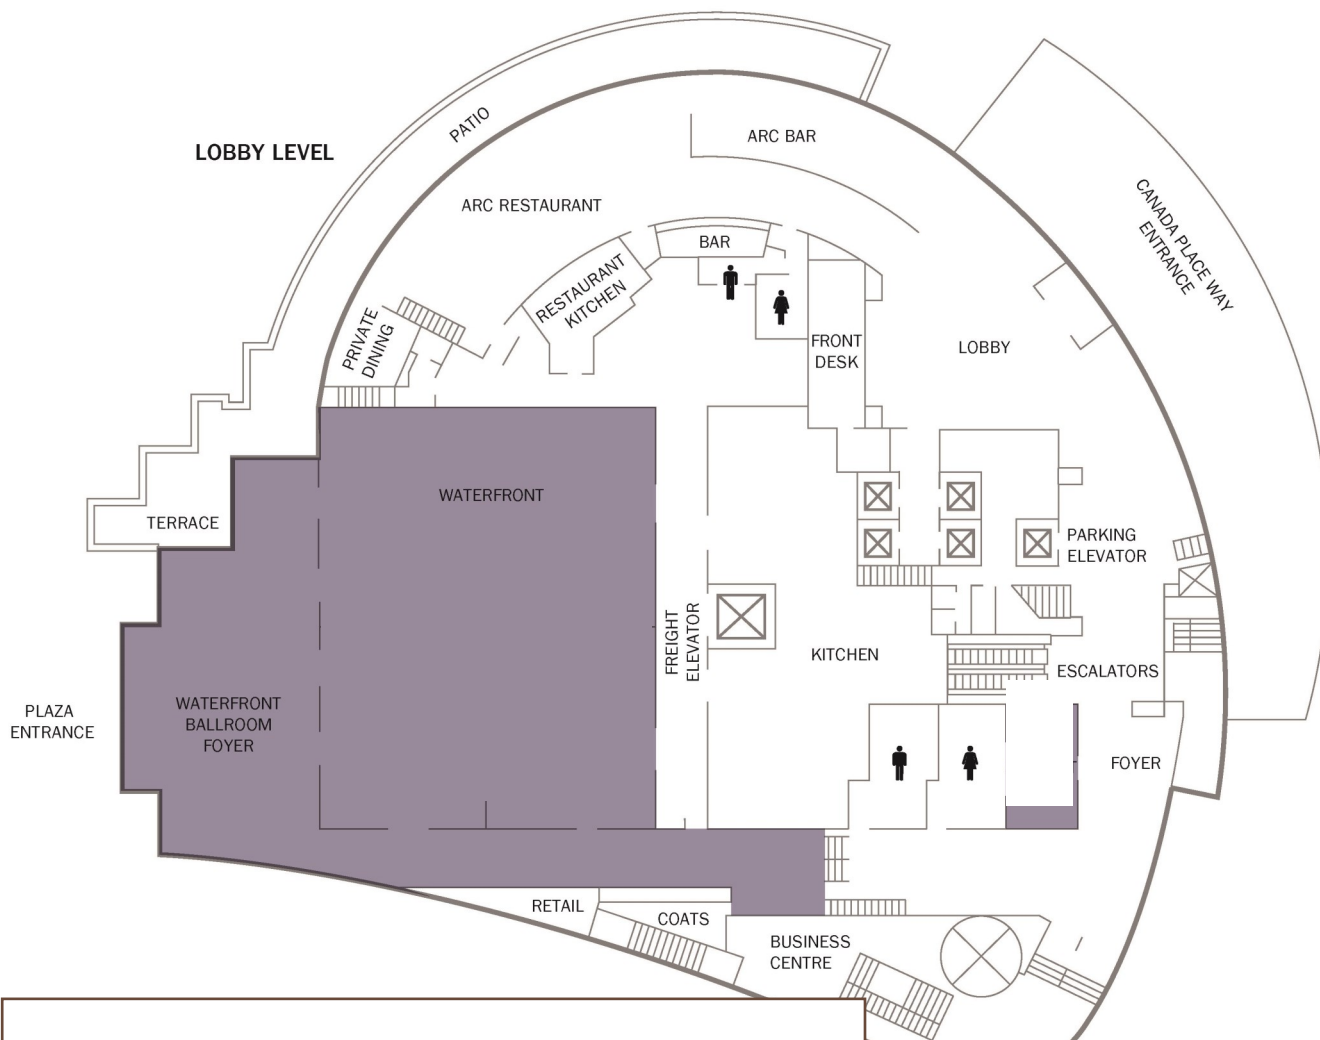 LOBBY LEVEL
PATIO
ARC BAR
ARC RESTAURANT
CANADA PLACE WAY
ENTRANCE
BAR
RESTAURANT
KITCHEN
PRIVATE
DINING
FRONT
DESK
LOBBY
WATERFRONT
TERRACE
PARKING
ELEVATOR
FREIGHT
ELEVATOR
KITCHEN
ESCALATORS
PLAZA
ENTRANCE
WATERFRONT
BALLROOM
FOYER
FOYER
RETAIL
COATS
BUSINESS
CENTRE